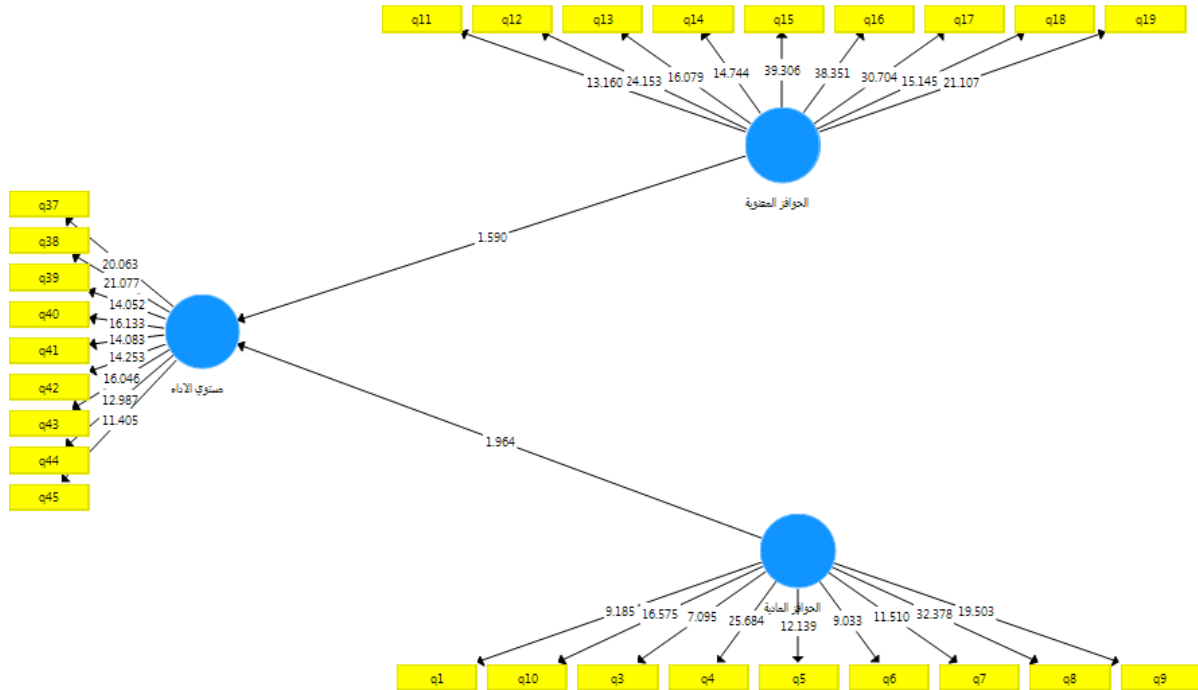 q11 q12 q13 q14 q15 q16 q17 q18 q19
13.160 24.153 16.079 14.744 39.306 38.351 30.704 15.145 21.107
الحوافز المعنوية
1.590
q37
q38
q39
q40
q41
q42
q43
q44
q45
20.063
21.077
14.052
16.133
14.083
14.253
16.046
12.987
11.405
مستوي الآداء
1.964
الحوافز المادية
9.185 16.575 7.095 25.684 12.139 9.033 11.510 32.378 19.503
q1 q10 q3 q4 q5 q6 q7 q8 q9